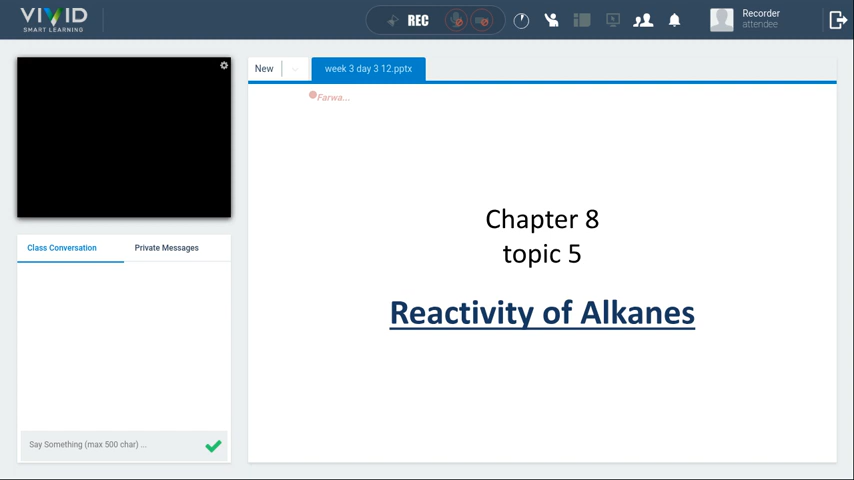 VIVID
SMART LEARNING
REC
Recorder
attendee
New
week 3 day 3 12.pptx
Farwa...
Chapter 8
topic 5
Reactivity of Alkanes
Class Conversation
Private Messages
Say Something (max 500 char) ...